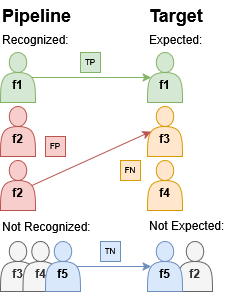 Pipeline Target
Recognized: Expected:
TP
f1 f1
f2 f3
FP
FN
f2 f4
Not Recognized: Not Expected:
TN
f3 f4 f5 f5 f2